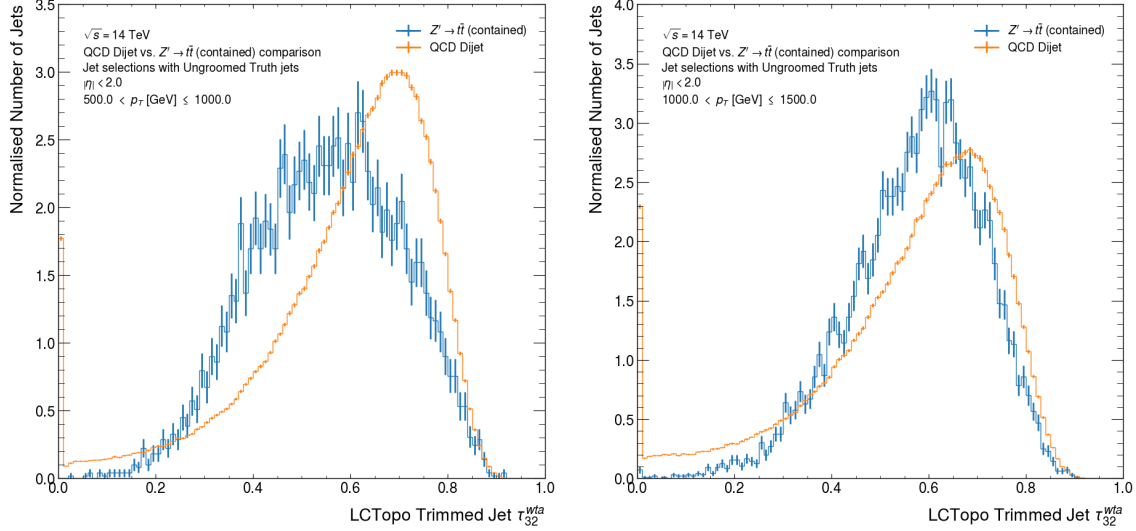 Normalised Number of Jets
3.5
3.0
2.5
2.0
1.5
1.0
0.5
0.0
√s = 14 TeV
QCD Dijet vs. Z′ → tt̄ (contained) comparison
Jet selections with Ungroomed Truth jets
|η| < 2.0
500.0 < p_T [GeV] ≤ 1000.0
Z′ → tt̄ (contained)
QCD Dijet
0.0 0.2 0.4 0.6 0.8 1.0
LCTopo Trimmed Jet τ₃₂^wta
Normalised Number of Jets
4.0
3.5
3.0
2.5
2.0
1.5
1.0
0.5
0.0
√s = 14 TeV
QCD Dijet vs. Z′ → tt̄ (contained) comparison
Jet selections with Ungroomed Truth jets
|η| < 2.0
1000.0 < p_T [GeV] ≤ 1500.0
Z′ → tt̄ (contained)
QCD Dijet
0.0 0.2 0.4 0.6 0.8 1.0
LCTopo Trimmed Jet τ₃₂^wta